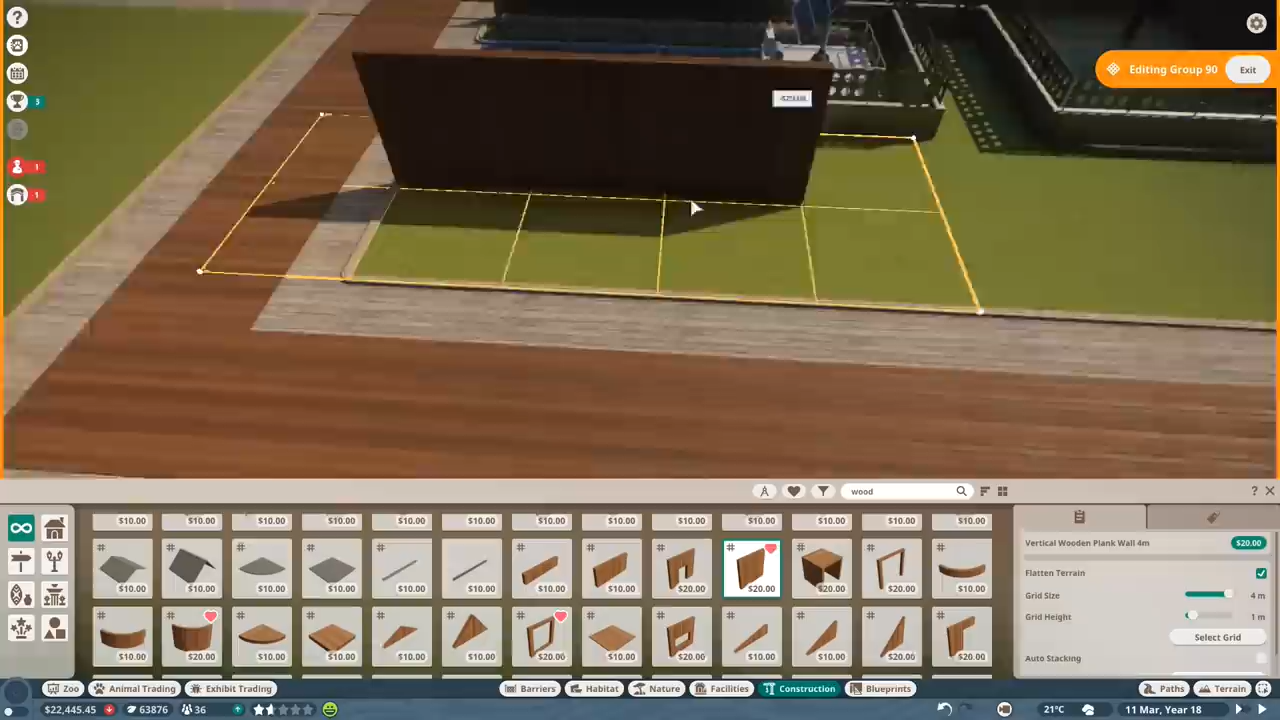 Editing Group 90
Exit
3
1
1
wood
$10.00 $10.00 $10.00 $10.00 $10.00 $10.00 $10.00 $10.00 $10.00 $10.00 $10.00 $10.00 $10.00
$10.00 $10.00 $10.00 $10.00 $10.00 $10.00 $10.00 $10.00 $20.00 $20.00 $20.00 $20.00 $10.00
$10.00 $20.00 $10.00 $10.00 $10.00 $10.00 $20.00 $10.00 $20.00 $10.00 $10.00 $20.00 $10.00
Vertical Wooden Plank Wall 4m
$20.00
Flatten Terrain
Grid Size
4 m
Grid Height
1 m
Select Grid
Auto Stacking
Zoo
Animal Trading
Exhibit Trading
Barriers
Habitat
Nature
Facilities
Construction
Blueprints
Paths
Terrain
$22,445.45
63876
36
21°C
11 Mar, Year 18